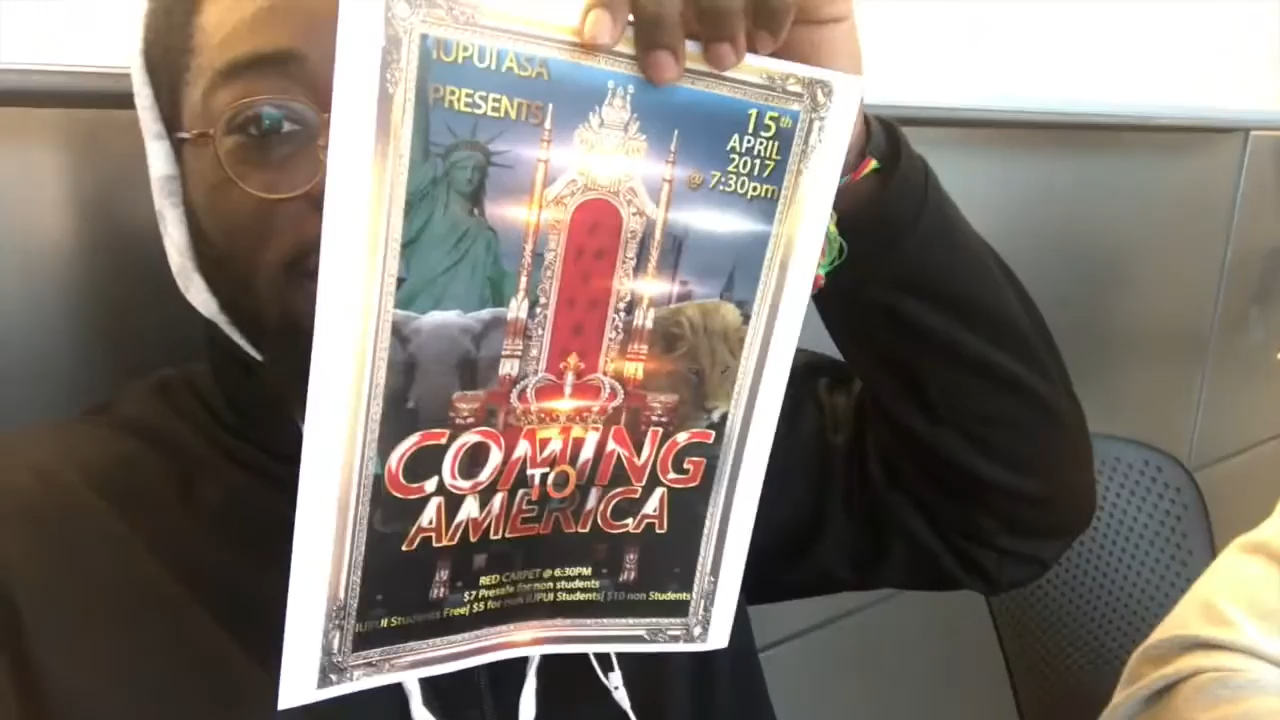 IUPUI ASA
PRESENTS
15th
APRIL
2017
@ 7:30pm
COMING
TO
AMERICA
RED CARPET @ 6:30PM
$7 Presale for non students
IUPUI Students Free| $5 for non IUPUI Students| $10 non Students